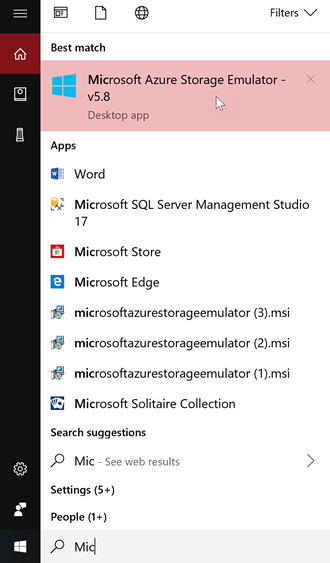 Filters
Best match
Microsoft Azure Storage Emulator -
v5.8
Desktop app
Apps
Word
Microsoft SQL Server Management Studio
17
Microsoft Store
Microsoft Edge
microsoftazurestorageemulator (3).msi
microsoftazurestorageemulator (2).msi
microsoftazurestorageemulator (1).msi
Microsoft Solitaire Collection
Search suggestions
Mic - See web results
Settings (5+)
People (1+)
Mic